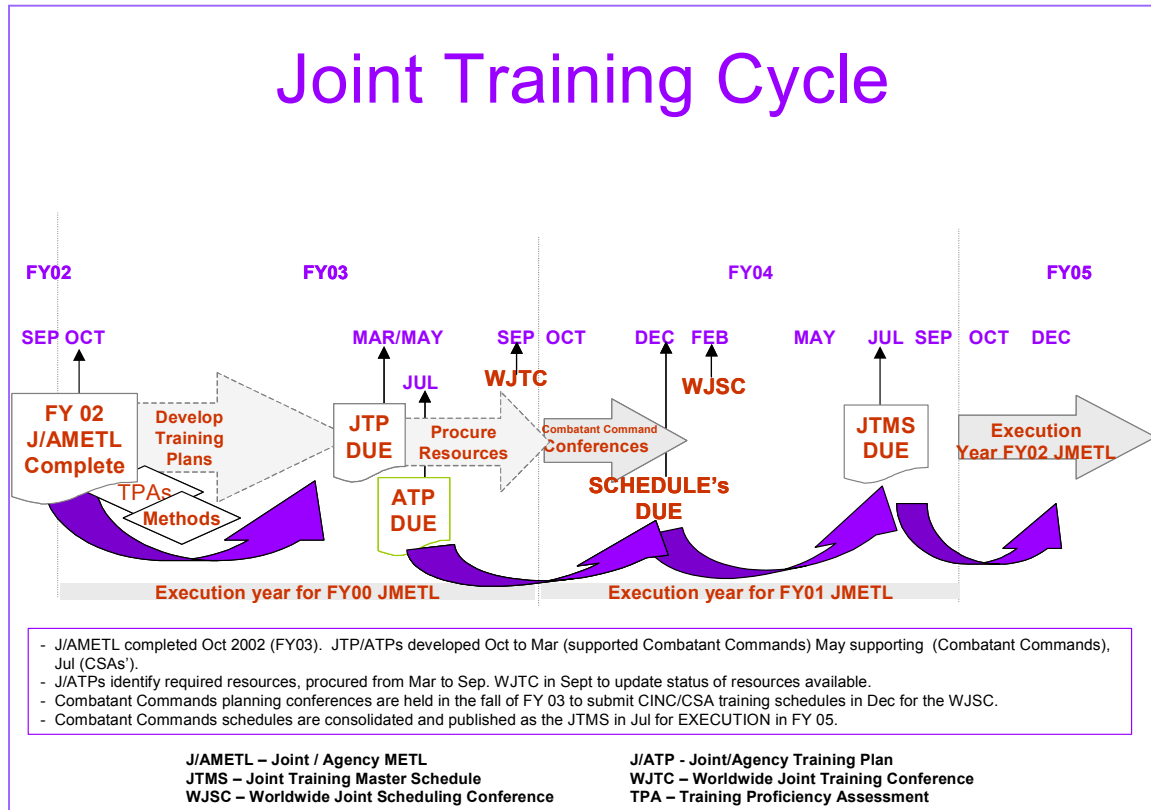 Joint Training Cycle
FY02
FY03
FY04
FY05
SEP OCT
MAR/MAY
SEP
OCT
DEC
FEB
MAY
JUL
SEP
OCT
DEC
JUL
WJTC
WJSC
FY 02
J/AMETL
Complete
Develop
Training
Plans
TPAs
Methods
JTP
DUE
Procure
Resources
ATP
DUE
Combatant Command
Conferences
SCHEDULE's
DUE
JTMS
DUE
Execution
Year FY02 JMETL
Execution year for FY00 JMETL
Execution year for FY01 JMETL
- J/AMETL completed Oct 2002 (FY03). JTP/ATPs developed Oct to Mar (supported Combatant Commands) May supporting (Combatant Commands),
Jul (CSAs').
- J/ATPs identify required resources, procured from Mar to Sep. WJTC in Sept to update status of resources available.
- Combatant Commands planning conferences are held in the fall of FY 03 to submit CINC/CSA training schedules in Dec for the WJSC.
- Combatant Commands schedules are consolidated and published as the JTMS in Jul for EXECUTION in FY 05.
J/AMETL – Joint / Agency METL
JTMS – Joint Training Master Schedule
WJSC – Worldwide Joint Scheduling Conference
J/ATP - Joint/Agency Training Plan
WJTC – Worldwide Joint Training Conference
TPA – Training Proficiency Assessment